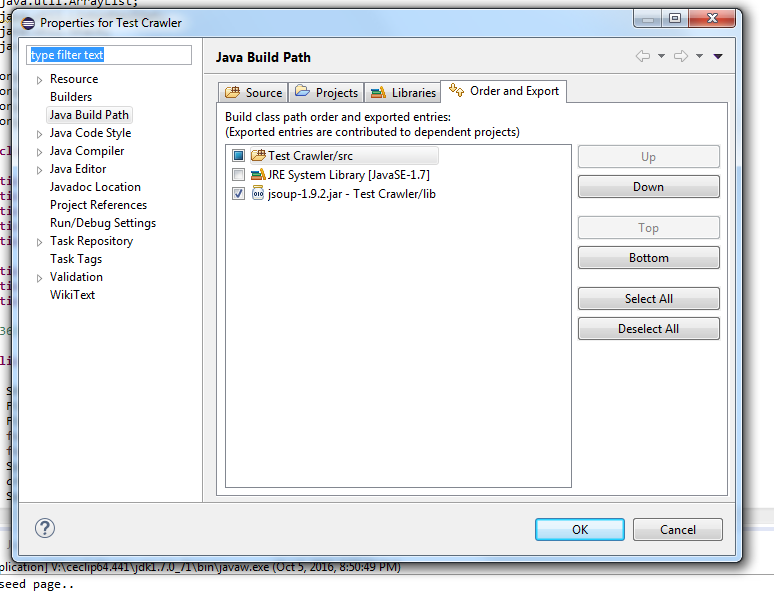 java.util.ArrayList;
Properties for Test Crawler
type filter text
Resource
Builders
Java Build Path
Java Code Style
Java Compiler
Java Editor
Javadoc Location
Project References
Run/Debug Settings
Task Repository
Task Tags
Validation
WikiText
Java Build Path
Source
Projects
Libraries
Order and Export
Build class path order and exported entries:
(Exported entries are contributed to dependent projects)
Test Crawler/src
JRE System Library [JavaSE-1.7]
jsoup-1.9.2.jar - Test Crawler/lib
Up
Down
Top
Bottom
Select All
Deselect All
OK
Cancel
plication] V:\ceclip64.441\jdk1.7.0_71\bin\javaw.exe (Oct 5, 2016, 8:50:49 PM)
seed page..